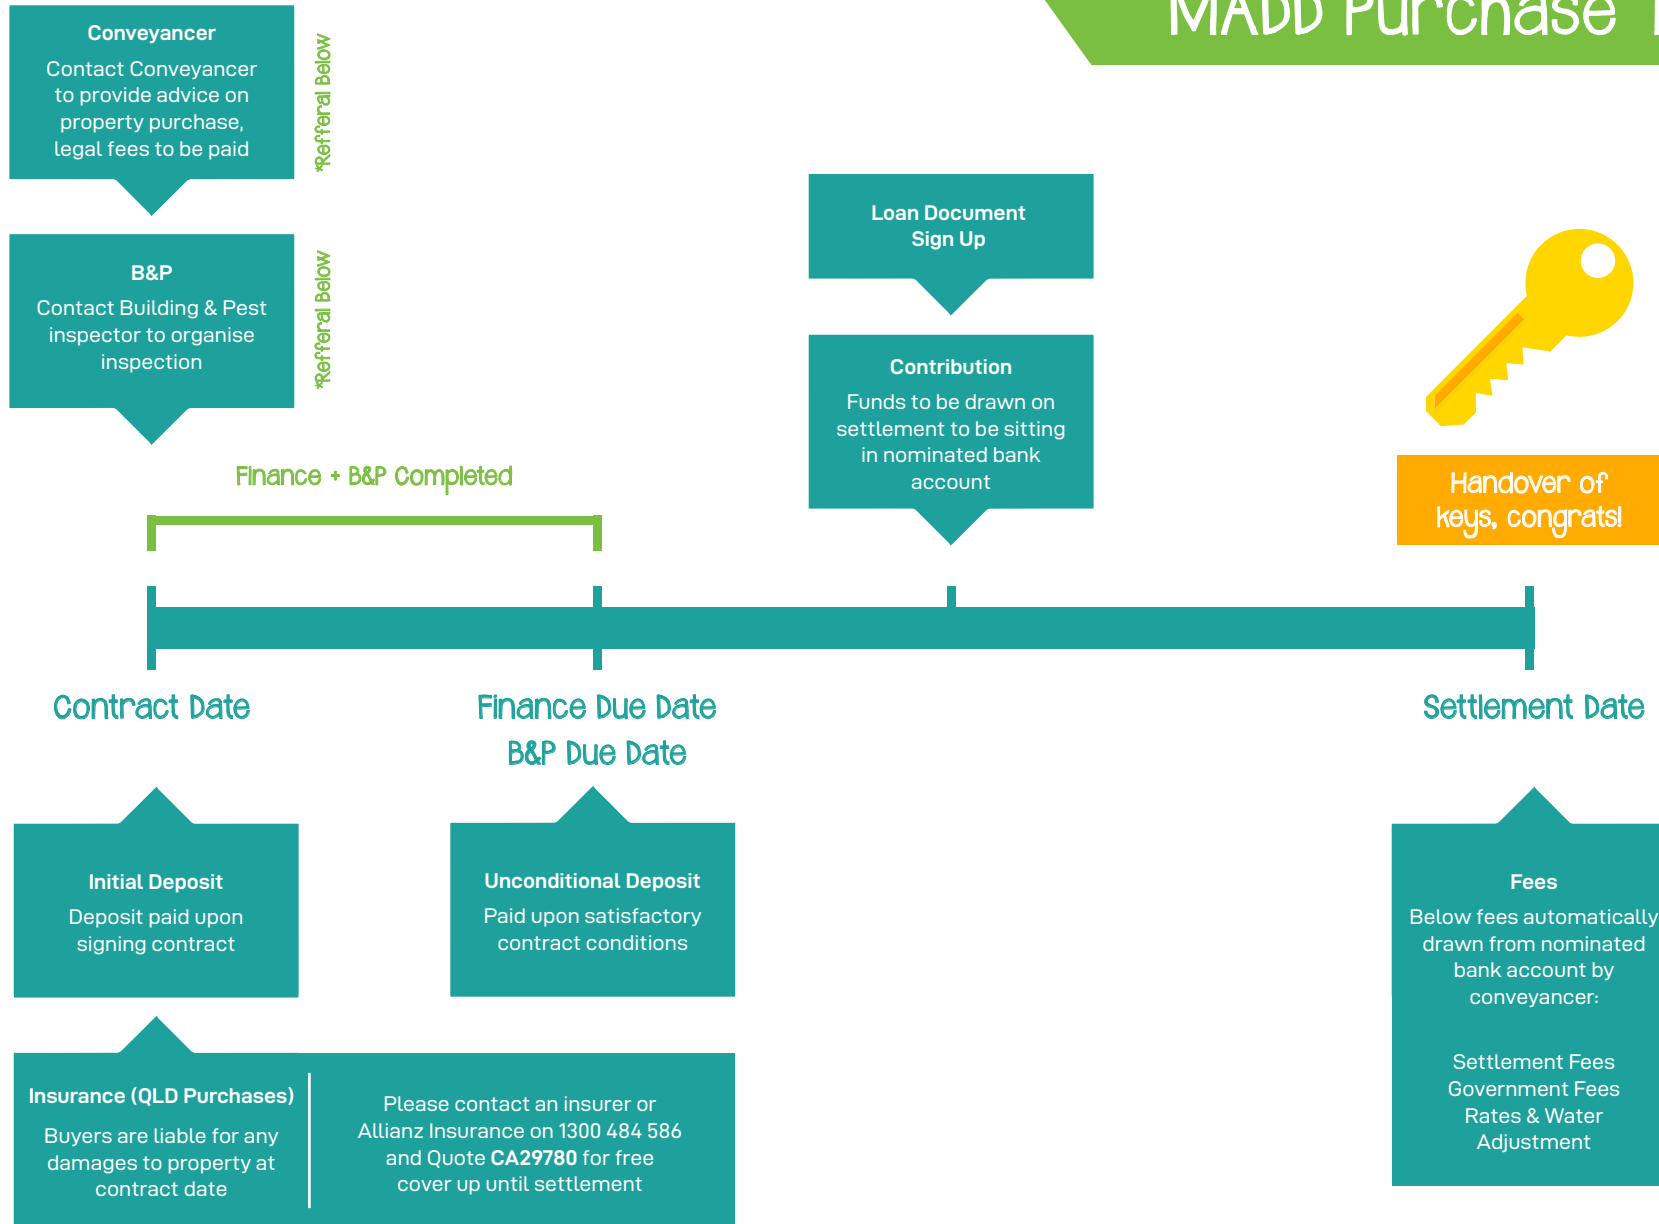 MADD Purchase
Conveyancer
Contact Conveyancer
to provide advice on
property purchase,
legal fees to be paid
*Refferal Below
B&P
Contact Building & Pest
inspector to organise
inspection
*Refferal Below
Loan Document
Sign Up
Contribution
Funds to be drawn on
settlement to be sitting
in nominated bank
account
Handover of
keys, congrats!
Finance + B&P Completed
Contract Date
Finance Due Date
B&P Due Date
Settlement Date
Initial Deposit
Deposit paid upon
signing contract
Unconditional Deposit
Paid upon satisfactory
contract conditions
Fees
Below fees automatically
drawn from nominated
bank account by
conveyancer:
Settlement Fees
Government Fees
Rates & Water
Adjustment
Insurance (QLD Purchases)
Buyers are liable for any
damages to property at
contract date
Please contact an insurer or
Allianz Insurance on 1300 484 586
and Quote CA29780 for free
cover up until settlement